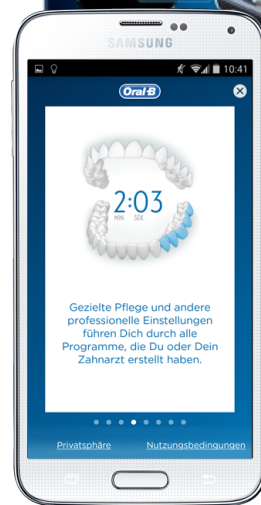 SAMSUNG
10:41
Oral-B
2:03
MIN SEK
Gezielte Pflege und andere
professionelle Einstellungen
führen Dich durch alle
Programme, die Du oder Dein
Zahnarzt erstellt haben.
Privatsphäre Nutzungsbedingungen